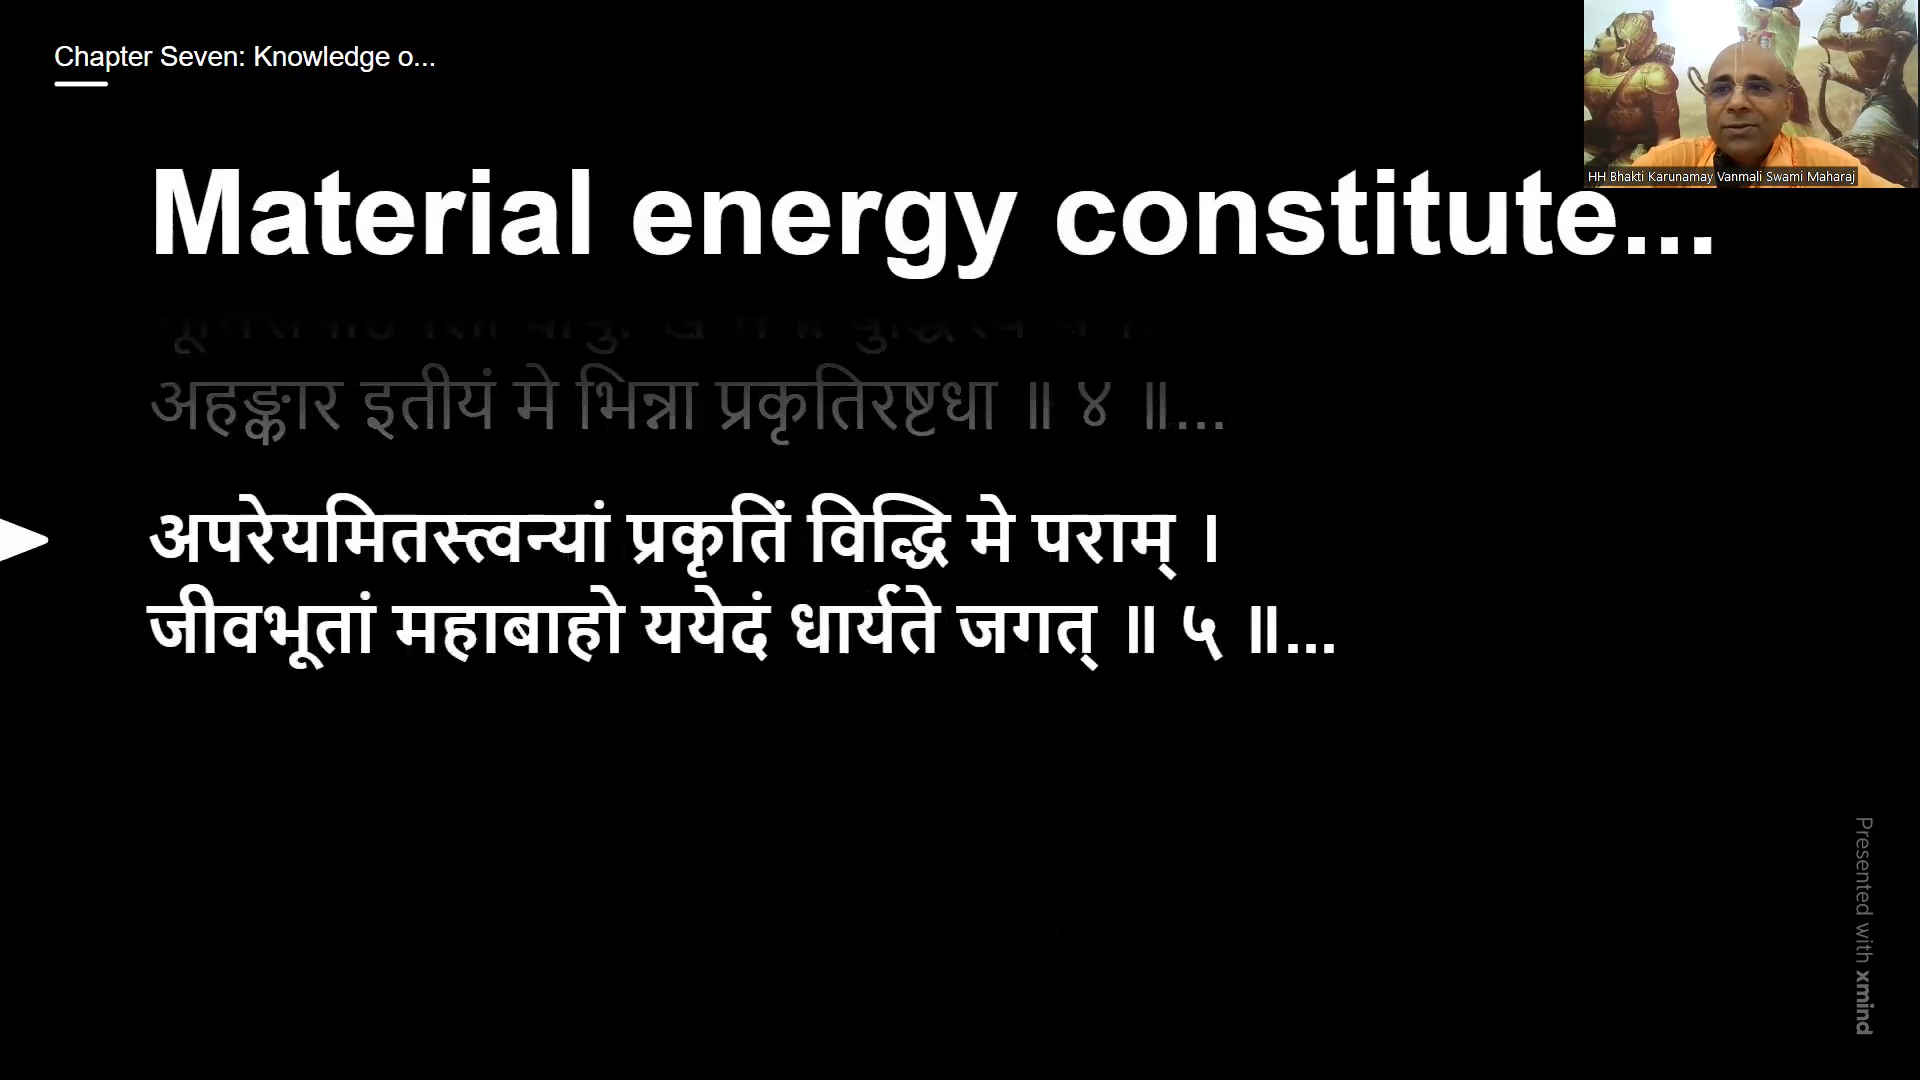 Chapter Seven: Knowledge o...
HH Bhakti Karunamay Vanmali Swami Maharaj
Material energy constitute...
अहङ्कार इतीयं मे भिन्ना प्रकृतिरष्टधा ॥ ४ ॥...
अपरेयमितस्त्वन्यां प्रकृतिं विद्धि मे पराम् ।
जीवभूतां महाबाहो ययेदं धार्यते जगत् ॥ ५ ॥...
Presented with xmind